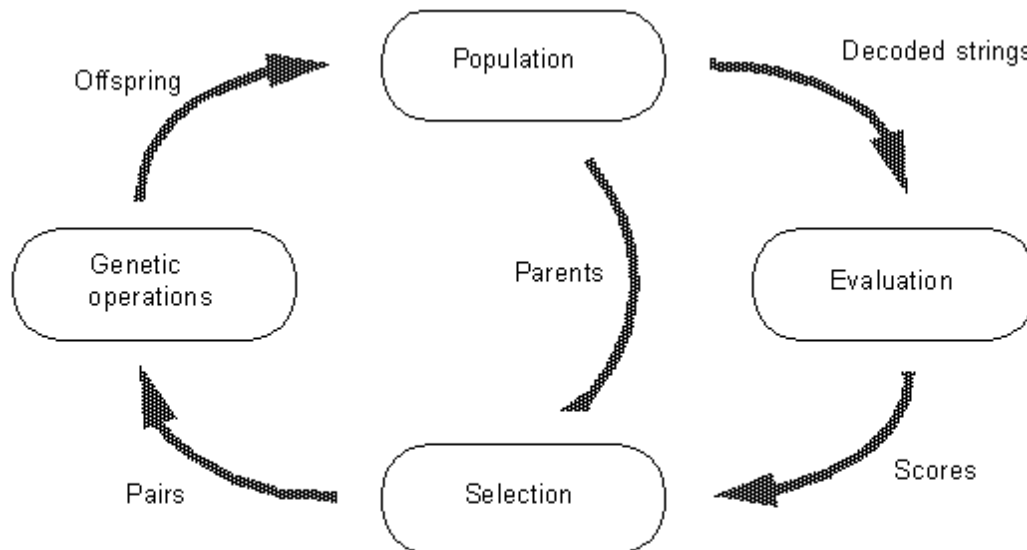 Population
Decoded strings
Offspring
Genetic
operations
Parents
Evaluation
Scores
Pairs
Selection